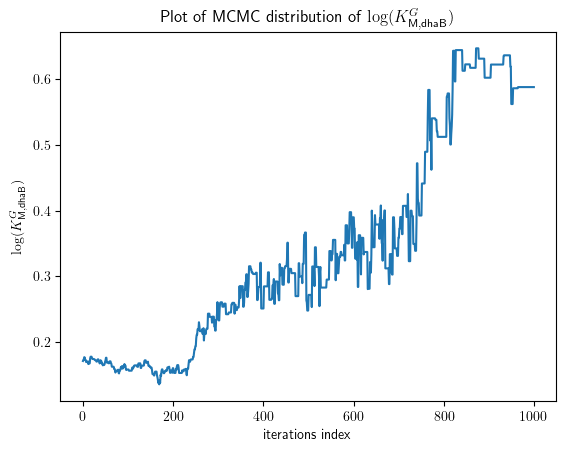 Plot of MCMC distribution of log(K^G_M,dhaB)
log(K^G_M,dhaB)
0.6
0.5
0.4
0.3
0.2
0 200 400 600 800 1000
iterations index